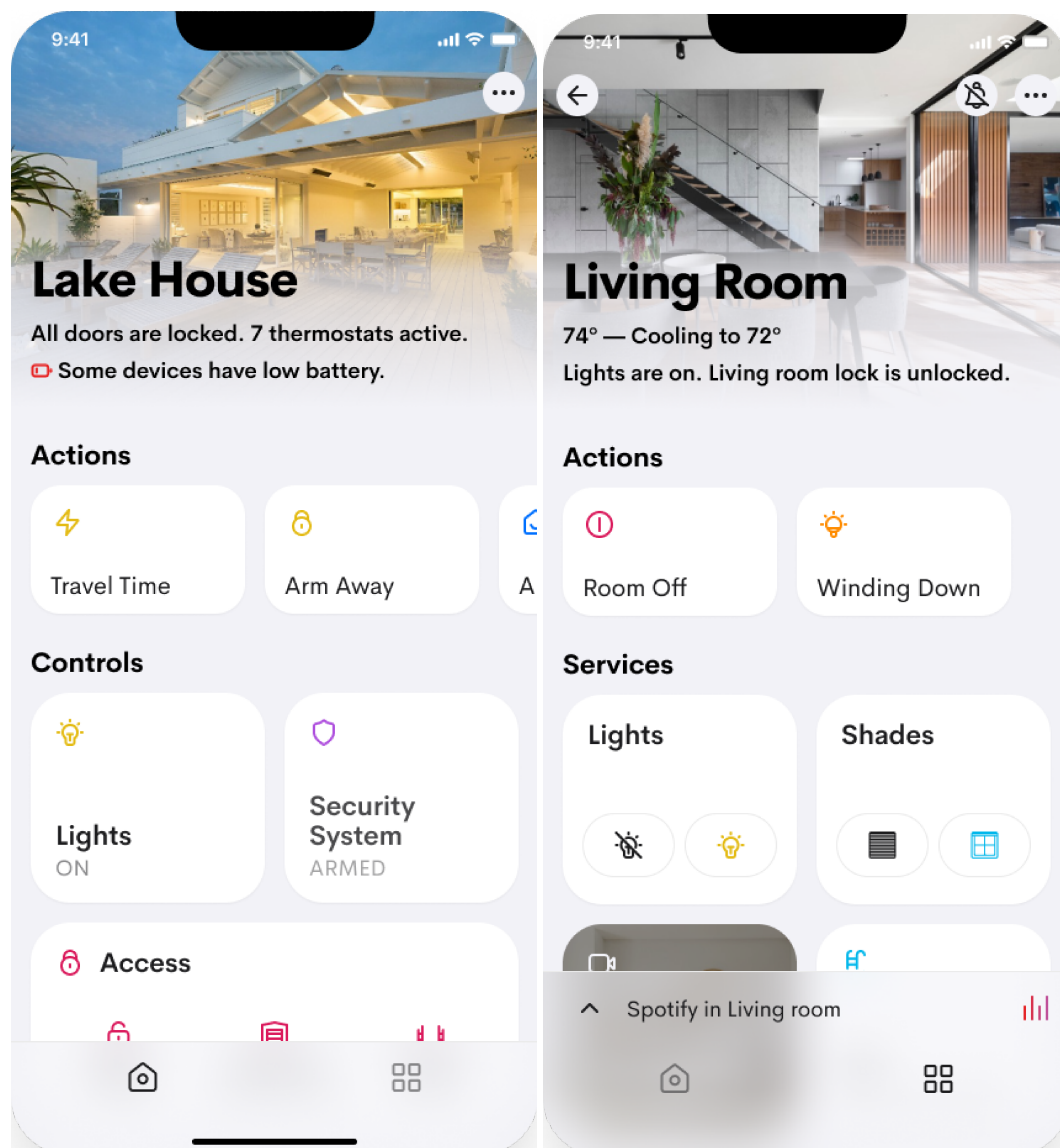 9:41
Lake House
All doors are locked. 7 thermostats active.
Some devices have low battery.
Actions
Travel Time
Arm Away
A
Controls
Lights
ON
Security
System
ARMED
Access
9:41
Living Room
74° — Cooling to 72°
Lights are on. Living room lock is unlocked.
Actions
Room Off
Winding Down
Services
Lights
Shades
Spotify in Living room